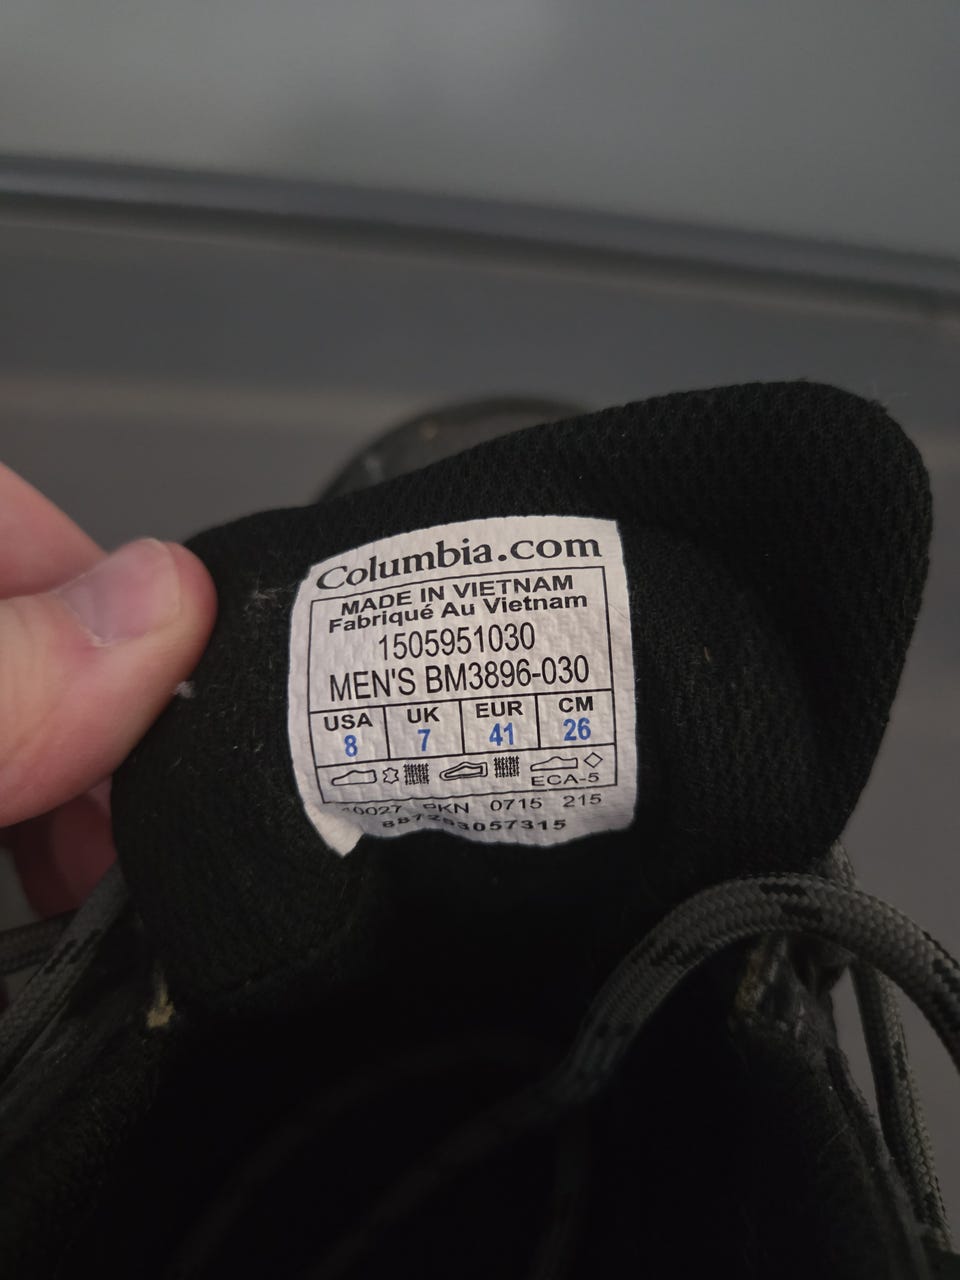 Columbia.com
MADE IN VIETNAM
Fabriqué Au Vietnam
1505951030
MEN'S BM3896-030
USA UK EUR CM
8 7 41 26
ECA-5
PKN 0715 215